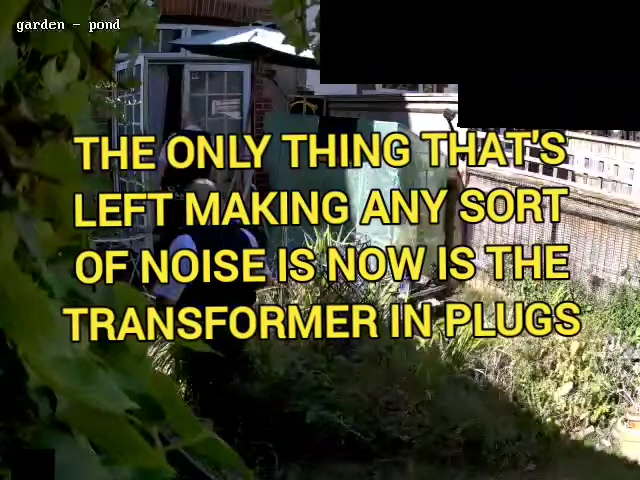 garden - pond
THE ONLY THING THAT'S
LEFT MAKING ANY SORT
OF NOISE IS NOW IS THE
TRANSFORMER IN PLUGS